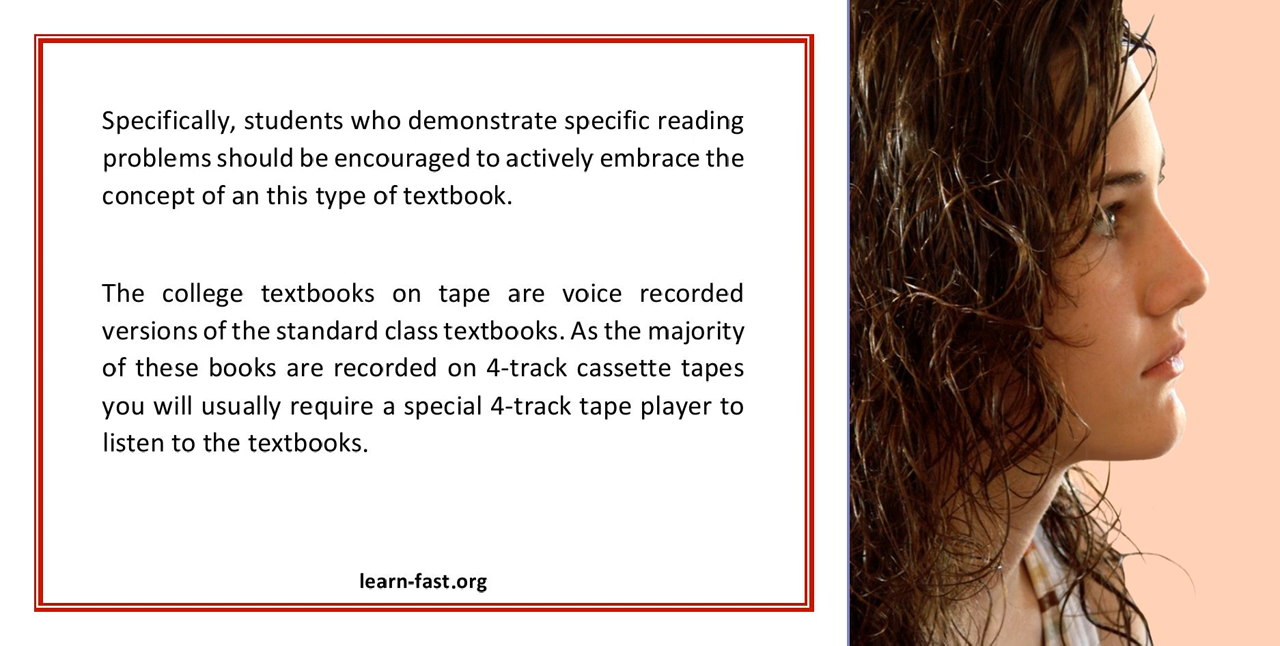 Specifically, students who demonstrate specific reading
problems should be encouraged to actively embrace the
concept of an this type of textbook.
The college textbooks on tape are voice recorded
versions of the standard class textbooks. As the majority
of these books are recorded on 4-track cassette tapes
you will usually require a special 4-track tape player to
listen to the textbooks.
learn-fast.org